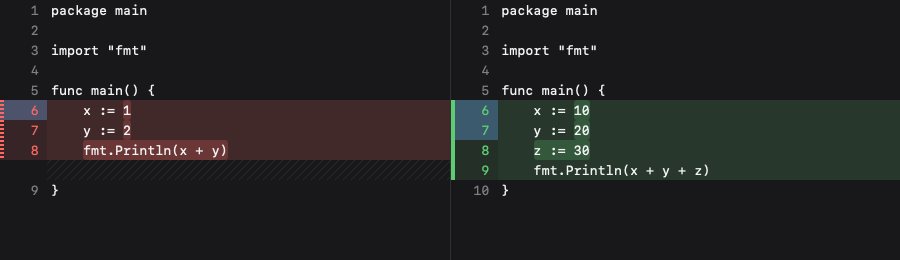 1 package main
2
3 import "fmt"
4
5 func main() {
6     x := 1
7     y := 2
8     fmt.Println(x + y)
9 }
1 package main
2
3 import "fmt"
4
5 func main() {
6     x := 10
7     y := 20
8     z := 30
9     fmt.Println(x + y + z)
10 }